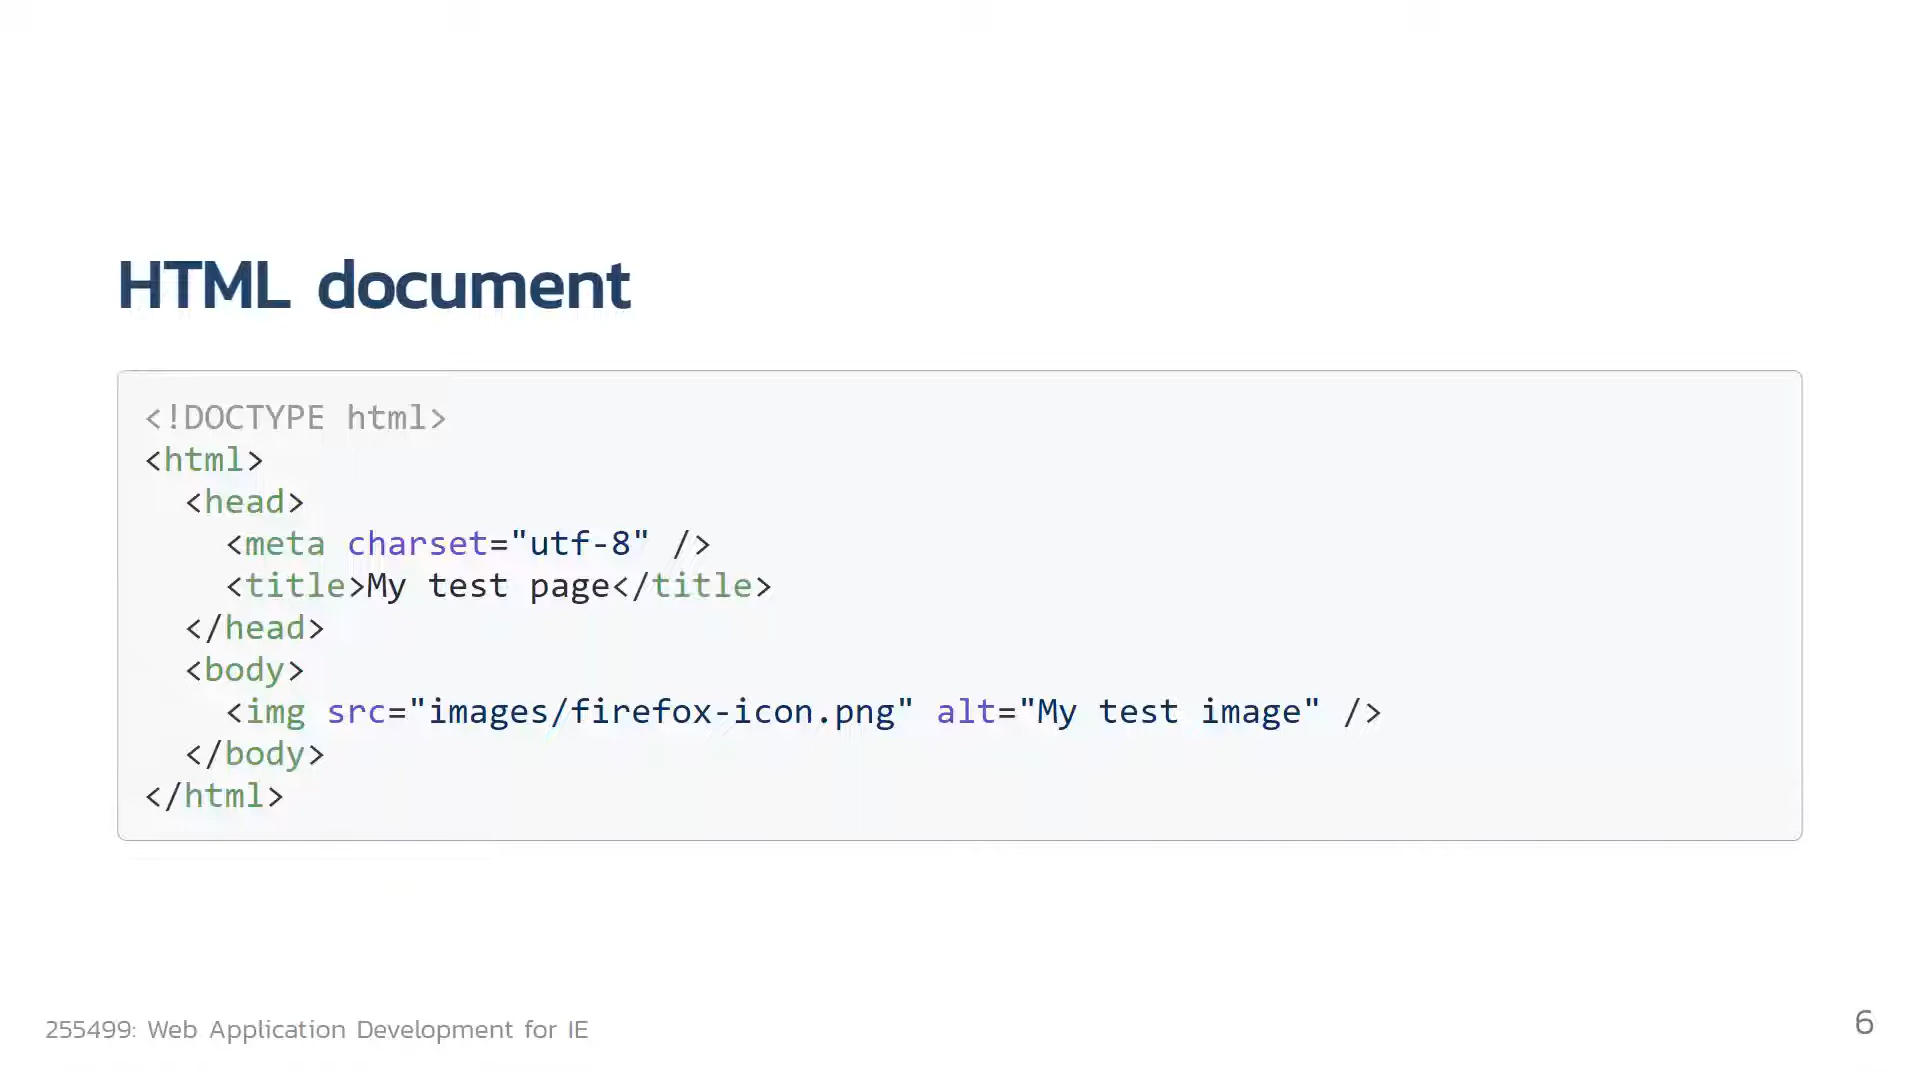 HTML document
<!DOCTYPE html>
<html>
  <head>
    <meta charset="utf-8" />
    <title>My test page</title>
  </head>
  <body>
    <img src="images/firefox-icon.png" alt="My test image" />
  </body>
</html>
255499: Web Application Development for IE
6